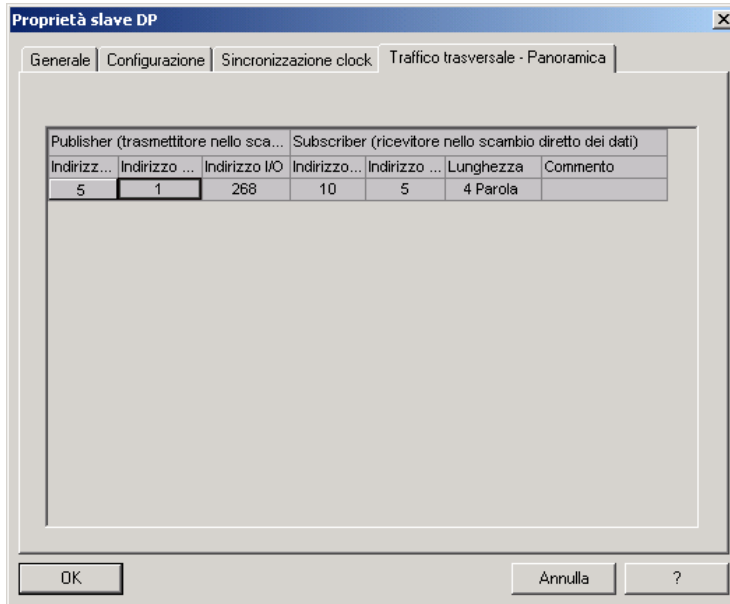 Proprietà slave DP
Generale Configurazione Sincronizzazione clock Traffico trasversale - Panoramica
Publisher (trasmettitore nello sca... Subscriber (ricevitore nello scambio diretto dei dati)
Indirizz... Indirizzo ... Indirizzo I/O Indirizzo... Indirizzo ... Lunghezza Commento
5 1 268 10 5 4 Parola
OK Annulla ?